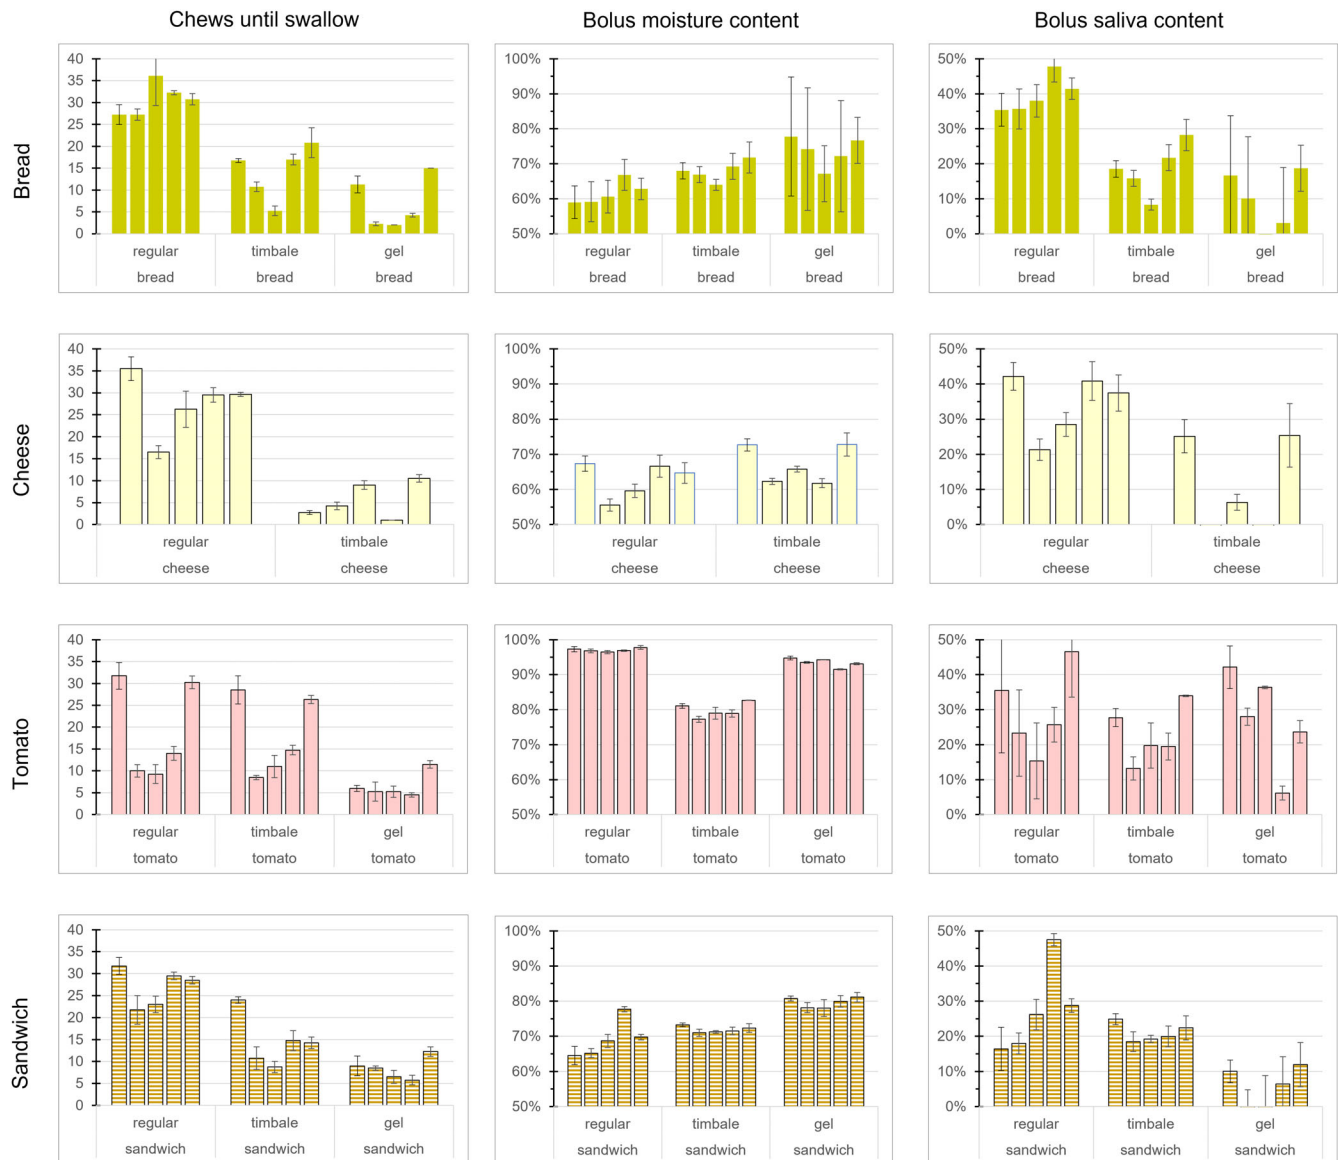 Chews until swallow Bolus moisture content Bolus saliva content
Bread
40
35
30
25
20
15
10
5
0
regular timbale gel
bread bread bread
100%
90%
80%
70%
60%
50%
regular timbale gel
bread bread bread
50%
40%
30%
20%
10%
0%
regular timbale gel
bread bread bread
Cheese
40
35
30
25
20
15
10
5
0
regular timbale
cheese cheese
100%
90%
80%
70%
60%
50%
regular timbale
cheese cheese
50%
40%
30%
20%
10%
0%
regular timbale
cheese cheese
Tomato
40
35
30
25
20
15
10
5
0
regular timbale gel
tomato tomato tomato
100%
90%
80%
70%
60%
50%
regular timbale gel
tomato tomato tomato
50%
40%
30%
20%
10%
0%
regular timbale gel
tomato tomato tomato
Sandwich
40
35
30
25
20
15
10
5
0
regular timbale gel
sandwich sandwich sandwich
100%
90%
80%
70%
60%
50%
regular timbale gel
sandwich sandwich sandwich
50%
40%
30%
20%
10%
0%
regular timbale gel
sandwich sandwich sandwich